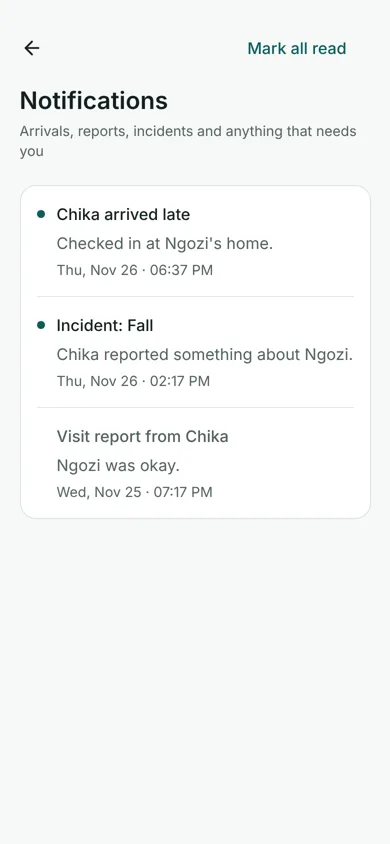 Mark all read
Notifications
Arrivals, reports, incidents and anything that needs
you
Chika arrived late
Checked in at Ngozi's home.
Thu, Nov 26 · 06:37 PM
Incident: Fall
Chika reported something about Ngozi.
Thu, Nov 26 · 02:17 PM
Visit report from Chika
Ngozi was okay.
Wed, Nov 25 · 07:17 PM